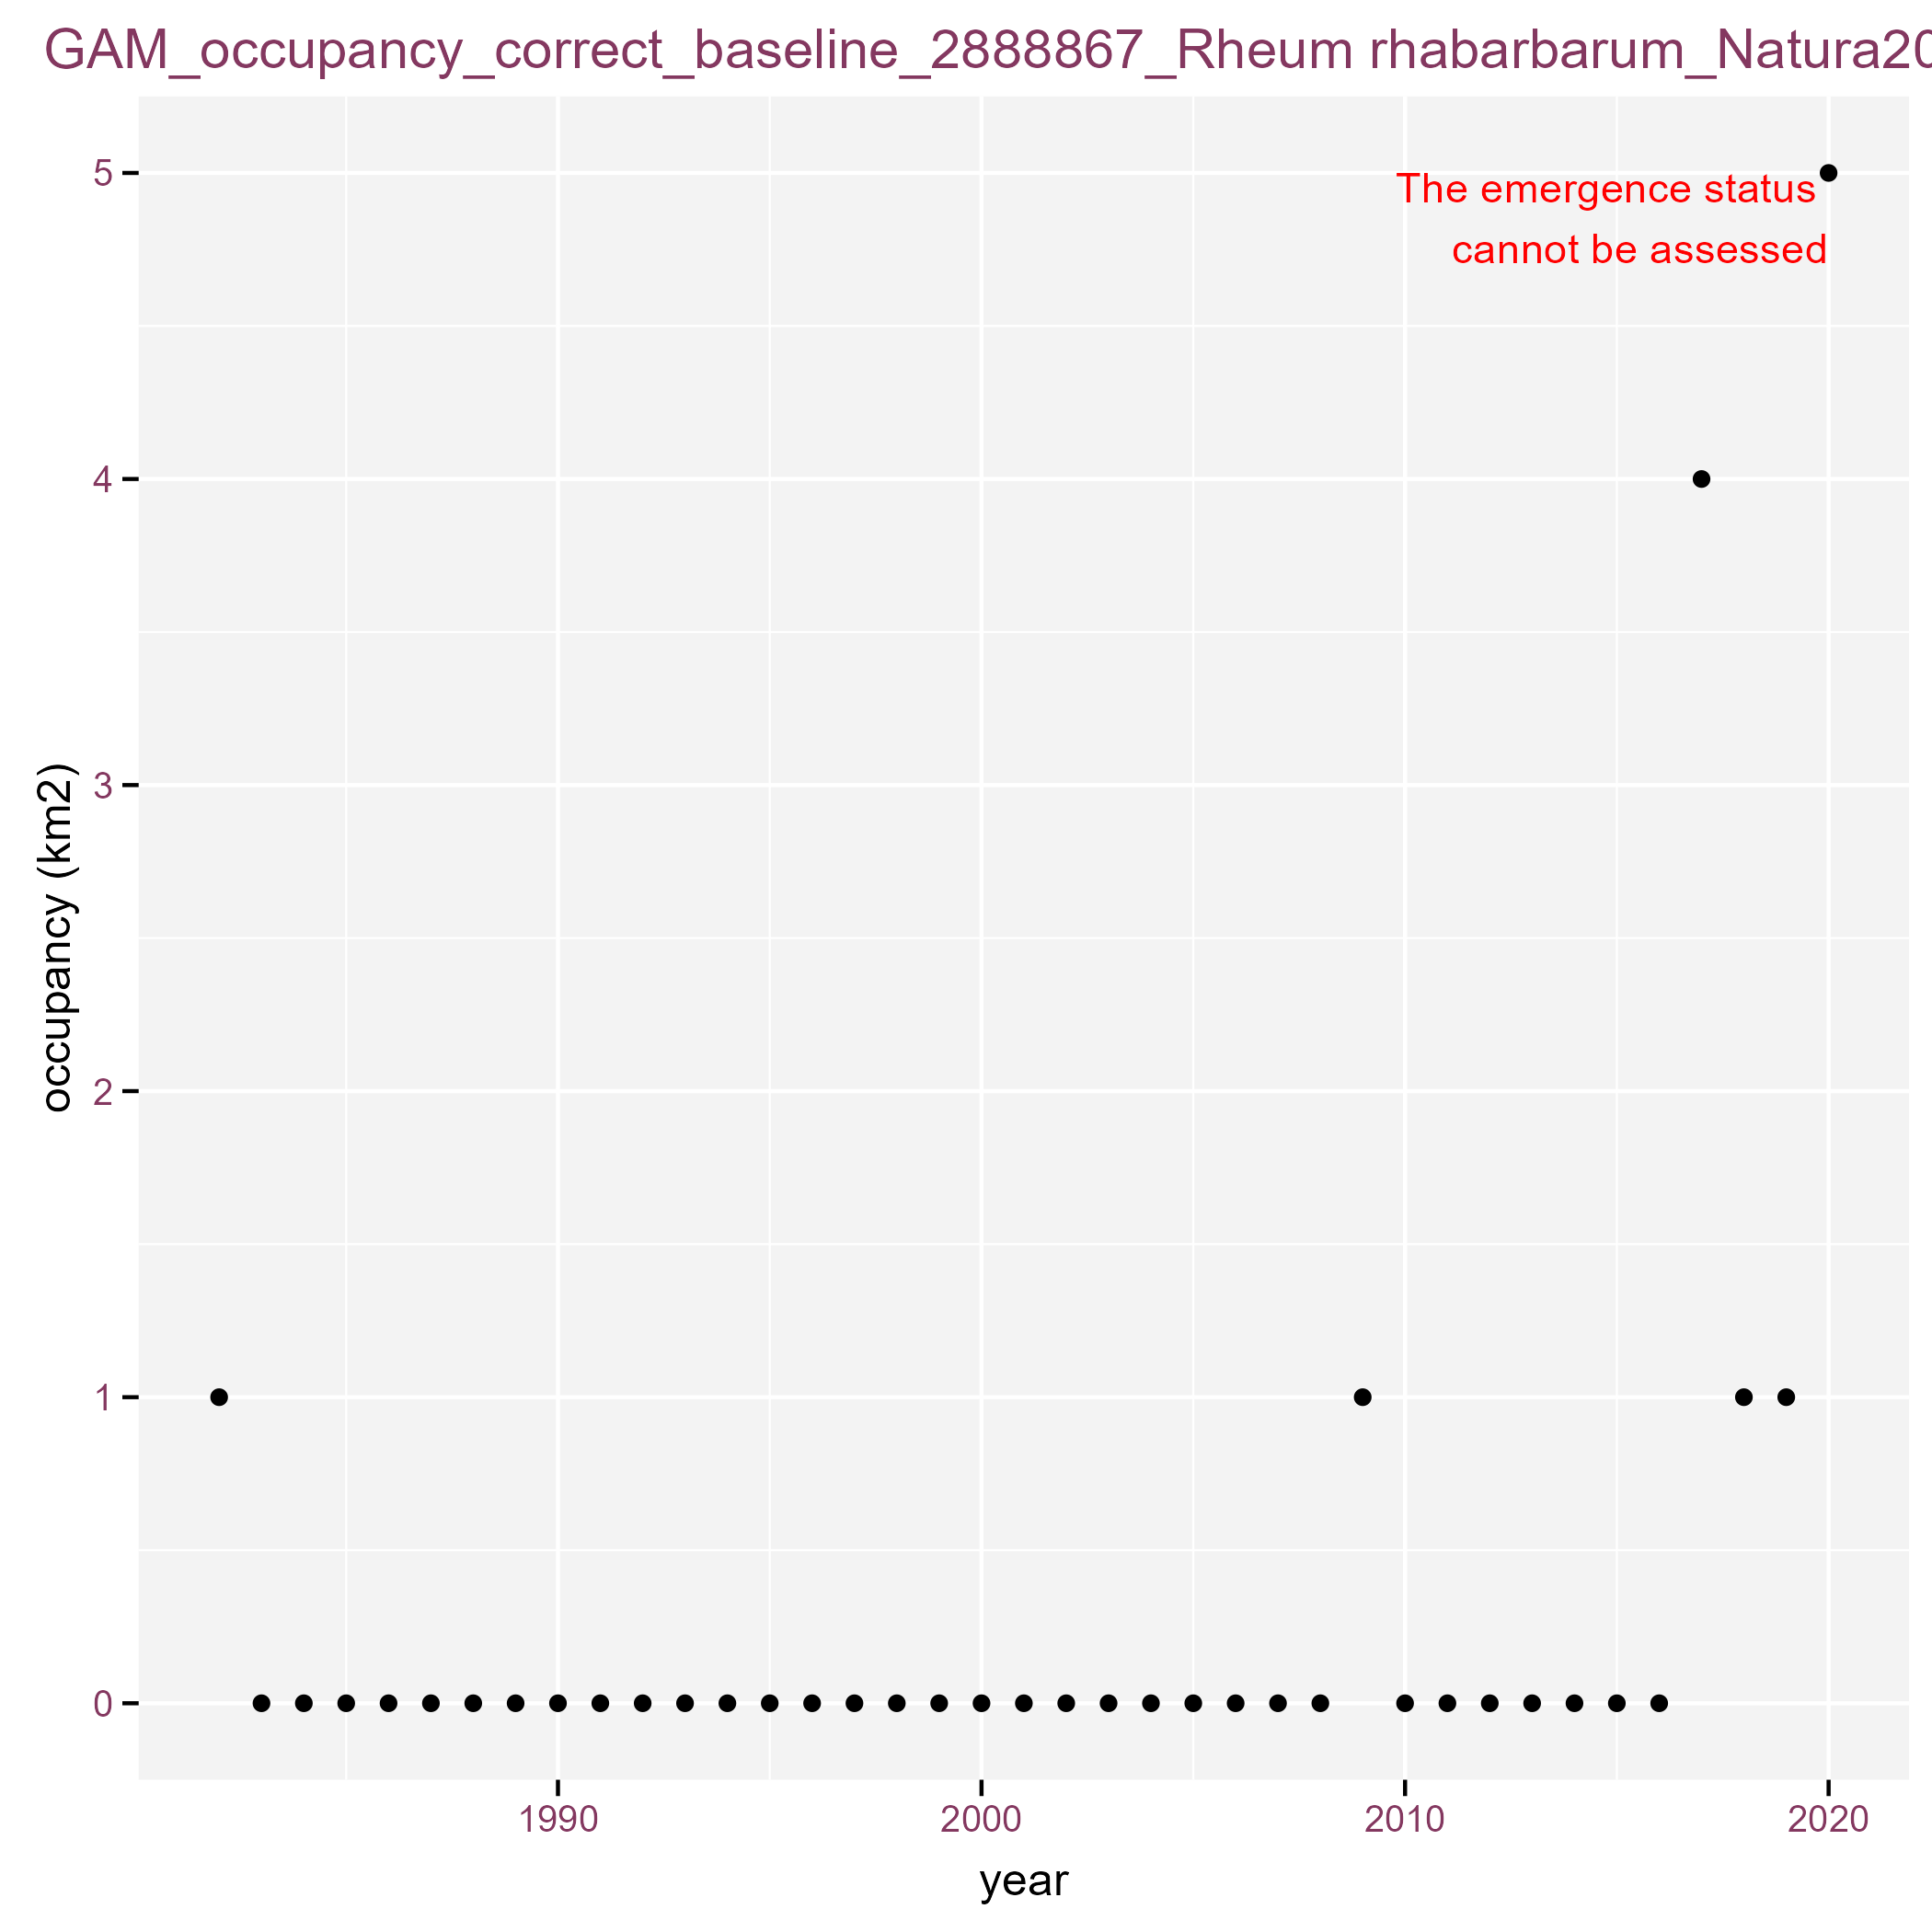 GAM_occupancy_correct_baseline_2888867_Rheum rhabarbarum_Natura20
The emergence status
cannot be assessed
occupancy (km2)
5
4
3
2
1
0
1990 2000 2010 2020
year